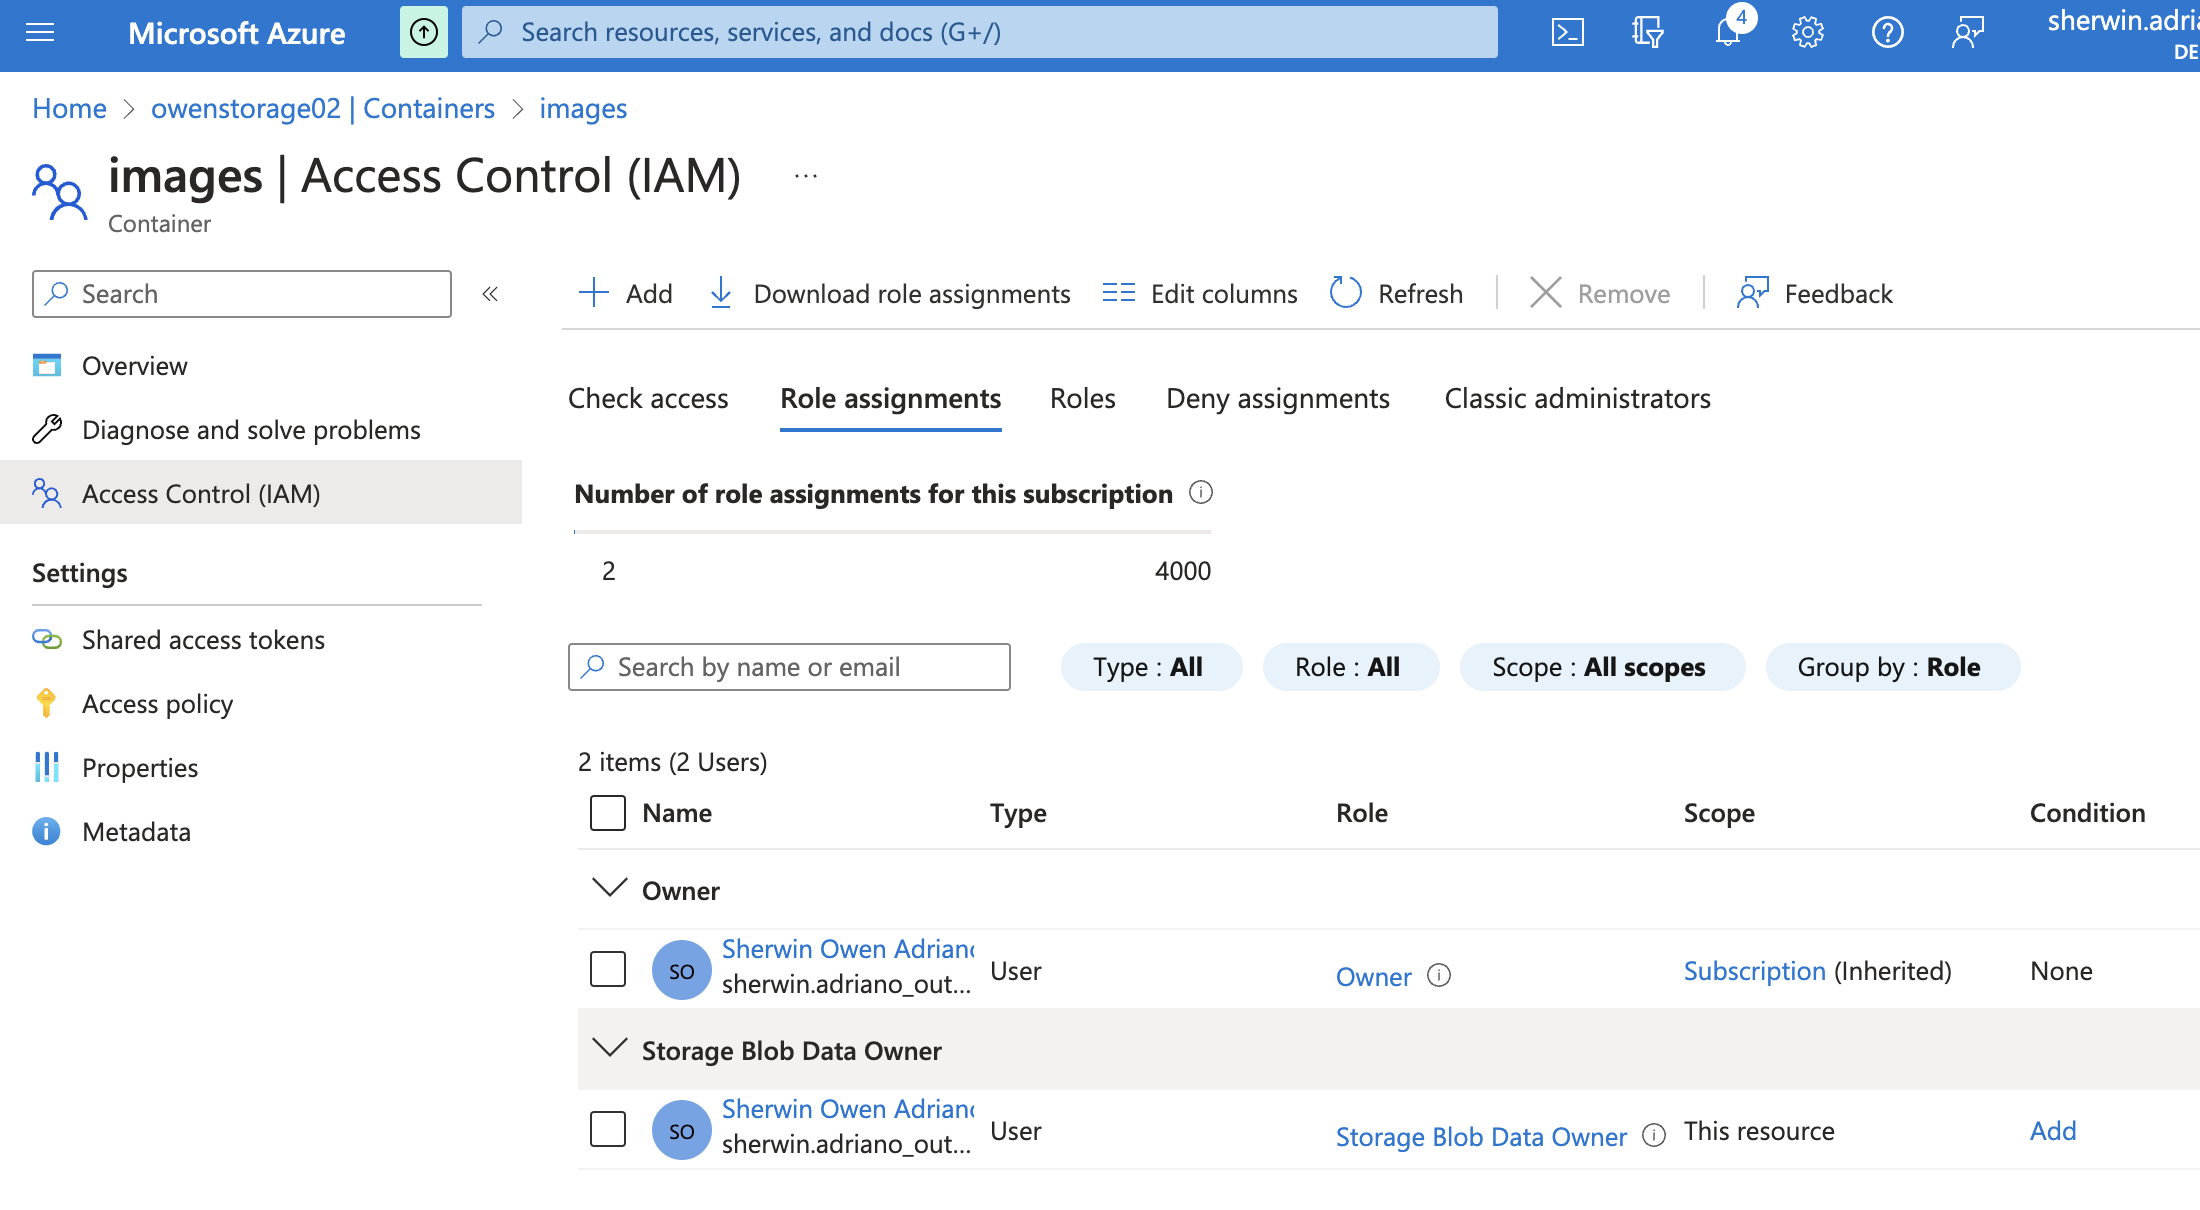 Microsoft Azure
Search resources, services, and docs (G+/)
4
sherwin.adria
DE
Home > owenstorage02 | Containers > images
images | Access Control (IAM) ...
Container
Search
«
Add
Download role assignments
Edit columns
Refresh
Remove
Feedback
Overview
Diagnose and solve problems
Access Control (IAM)
Settings
Shared access tokens
Access policy
Properties
Metadata
Check access
Role assignments
Roles
Deny assignments
Classic administrators
Number of role assignments for this subscription
2
4000
Search by name or email
Type : All
Role : All
Scope : All scopes
Group by : Role
2 items (2 Users)
Name Type Role Scope Condition
Owner
SO
Sherwin Owen Adriano
sherwin.adriano_out...
User
Owner
Subscription (Inherited)
None
Storage Blob Data Owner
SO
Sherwin Owen Adriano
sherwin.adriano_out...
User
Storage Blob Data Owner
This resource
Add